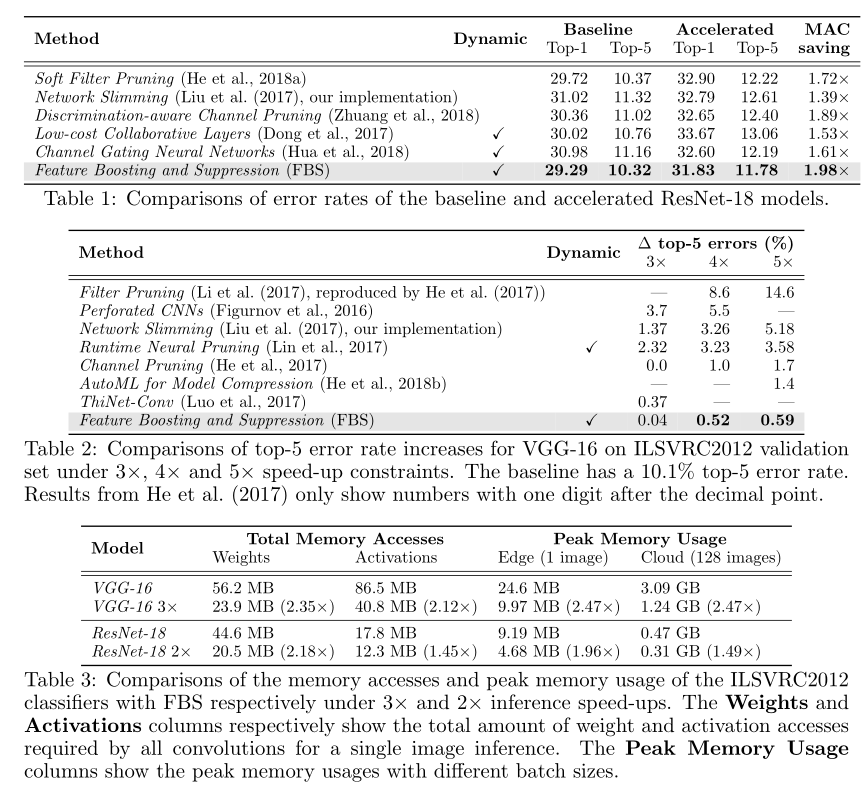 Method Dynamic Baseline Accelerated MAC
Top-1 Top-5 Top-1 Top-5 saving
Soft Filter Pruning (He et al., 2018a) 29.72 10.37 32.90 12.22 1.72×
Network Slimming (Liu et al. (2017), our implementation) 31.02 11.32 32.79 12.61 1.39×
Discrimination-aware Channel Pruning (Zhuang et al., 2018) 30.36 11.02 32.65 12.40 1.89×
Low-cost Collaborative Layers (Dong et al., 2017) ✓ 30.02 10.76 33.67 13.06 1.53×
Channel Gating Neural Networks (Hua et al., 2018) ✓ 30.98 11.16 32.60 12.19 1.61×
Feature Boosting and Suppression (FBS) ✓ 29.29 10.32 31.83 11.78 1.98×
Table 1: Comparisons of error rates of the baseline and accelerated ResNet-18 models.
Method Dynamic Δ top-5 errors (%)
3× 4× 5×
Filter Pruning (Li et al. (2017), reproduced by He et al. (2017)) — 8.6 14.6
Perforated CNNs (Figurnov et al., 2016) 3.7 5.5 —
Network Slimming (Liu et al. (2017), our implementation) 1.37 3.26 5.18
Runtime Neural Pruning (Lin et al., 2017) ✓ 2.32 3.23 3.58
Channel Pruning (He et al., 2017) 0.0 1.0 1.7
AutoML for Model Compression (He et al., 2018b) — — 1.4
ThiNet-Conv (Luo et al., 2017) 0.37 — —
Feature Boosting and Suppression (FBS) ✓ 0.04 0.52 0.59
Table 2: Comparisons of top-5 error rate increases for VGG-16 on ILSVRC2012 validation
set under 3×, 4× and 5× speed-up constraints. The baseline has a 10.1% top-5 error rate.
Results from He et al. (2017) only show numbers with one digit after the decimal point.
Model Total Memory Accesses Peak Memory Usage
Weights Activations Edge (1 image) Cloud (128 images)
VGG-16 56.2 MB 86.5 MB 24.6 MB 3.09 GB
VGG-16 3× 23.9 MB (2.35×) 40.8 MB (2.12×) 9.97 MB (2.47×) 1.24 GB (2.47×)
ResNet-18 44.6 MB 17.8 MB 9.19 MB 0.47 GB
ResNet-18 2× 20.5 MB (2.18×) 12.3 MB (1.45×) 4.68 MB (1.96×) 0.31 GB (1.49×)
Table 3: Comparisons of the memory accesses and peak memory usage of the ILSVRC2012
classifiers with FBS respectively under 3× and 2× inference speed-ups. The Weights and
Activations columns respectively show the total amount of weight and activation accesses
required by all convolutions for a single image inference. The Peak Memory Usage
columns show the peak memory usages with different batch sizes.